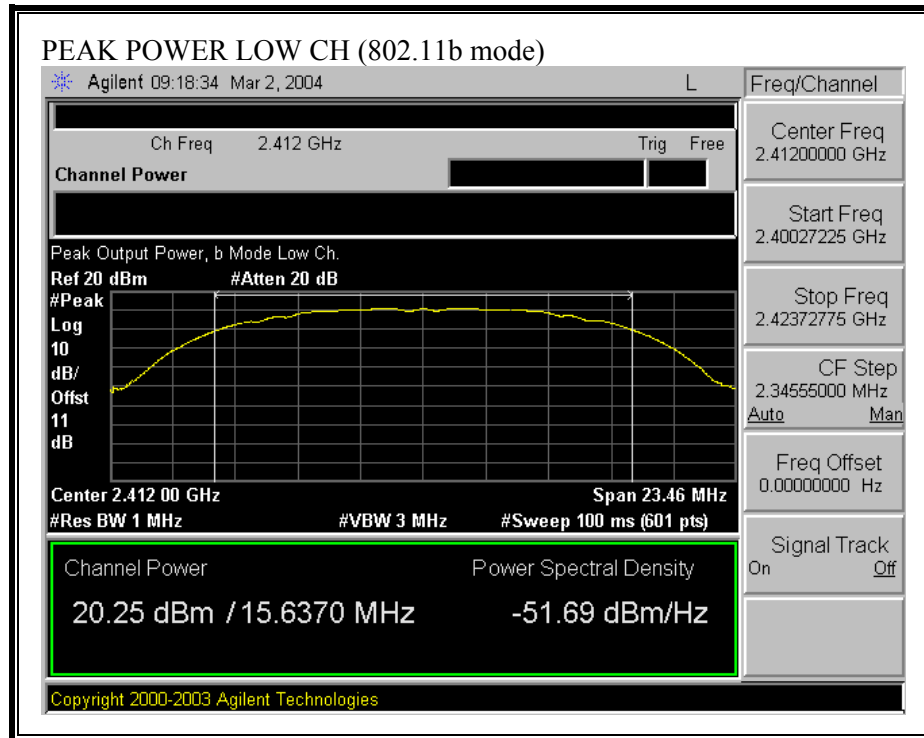 PEAK POWER LOW CH (802.11b mode)
Agilent 09:18:34 Mar 2, 2004 L Freq/Channel
Ch Freq 2.412 GHz Trig Free
Channel Power
Center Freq
2.41200000 GHz
Start Freq
2.40027225 GHz
Stop Freq
2.42372775 GHz
CF Step
2.34555000 MHz
Auto Man
Freq Offset
0.00000000 Hz
Signal Track
On Off
Peak Output Power, b Mode Low Ch.
Ref 20 dBm #Atten 20 dB
#Peak
Log
10
dB/
Offst
11
dB
Center 2.412 00 GHz Span 23.46 MHz
#Res BW 1 MHz #VBW 3 MHz #Sweep 100 ms (601 pts)
Channel Power Power Spectral Density
20.25 dBm / 15.6370 MHz -51.69 dBm/Hz
Copyright 2000-2003 Agilent Technologies